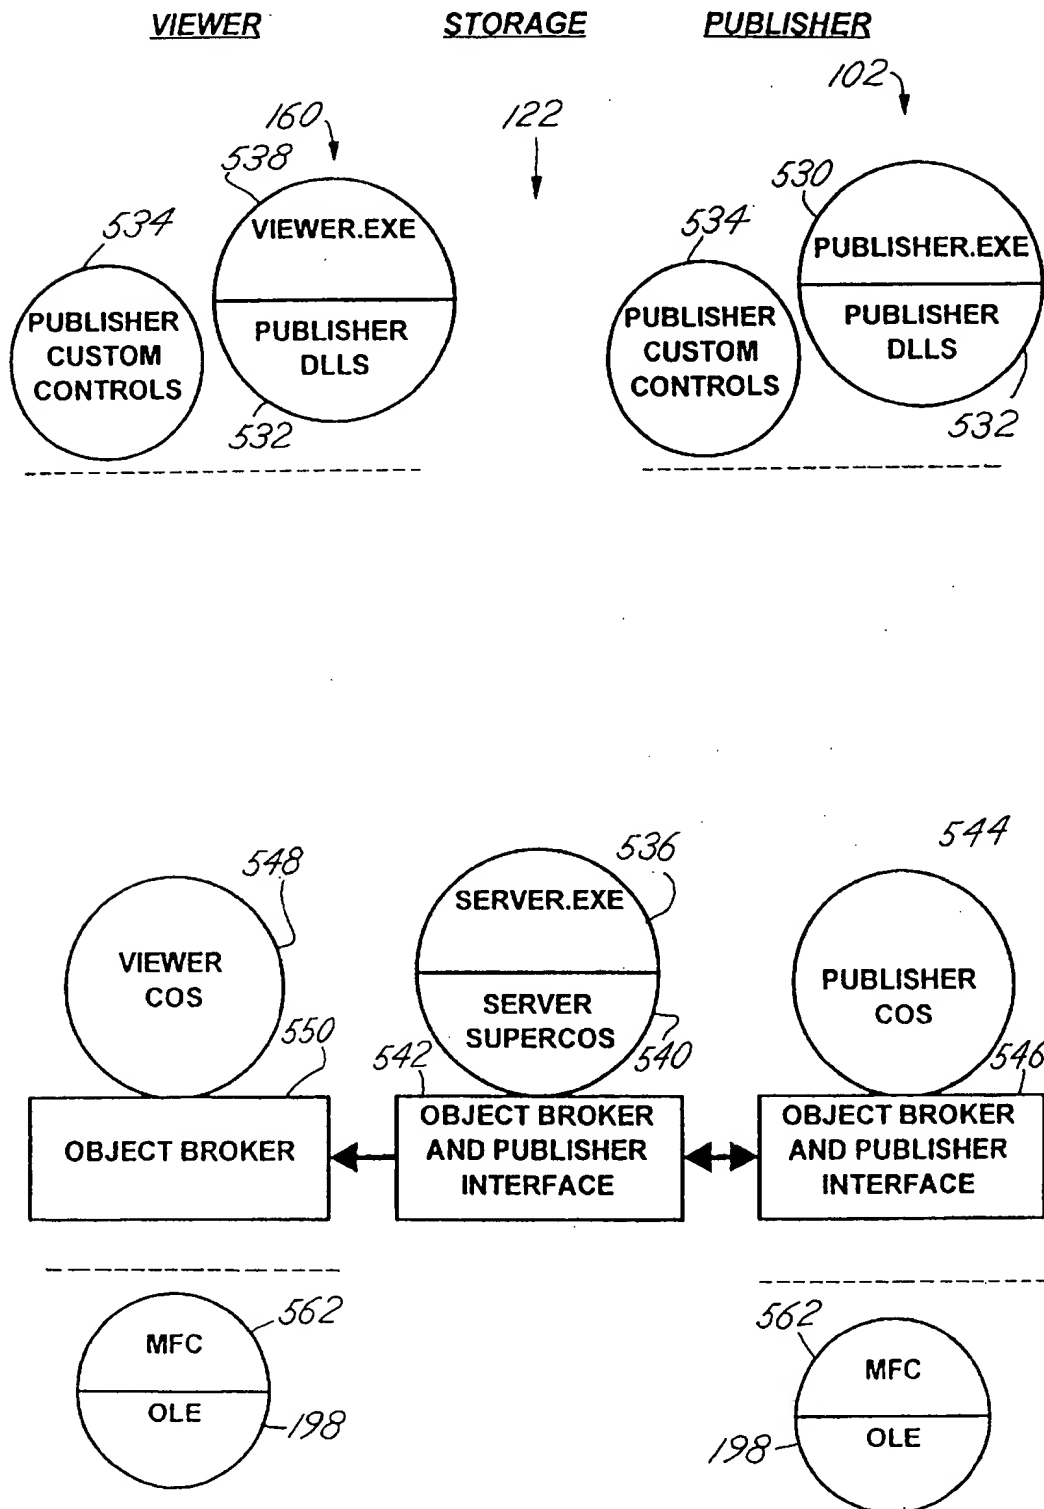 VIEWER STORAGE PUBLISHER
102
160
122
538
530
534
534
VIEWER.EXE
PUBLISHER.EXE
PUBLISHER
CUSTOM
CONTROLS
PUBLISHER
DLLS
PUBLISHER
CUSTOM
CONTROLS
PUBLISHER
DLLS
532
532
544
536
548
SERVER.EXE
VIEWER
COS
PUBLISHER
COS
SERVER
SUPERCOS
550
542
540
546
OBJECT BROKER
OBJECT BROKER
AND PUBLISHER
INTERFACE
OBJECT BROKER
AND PUBLISHER
INTERFACE
562
562
MFC
MFC
OLE
OLE
198
198